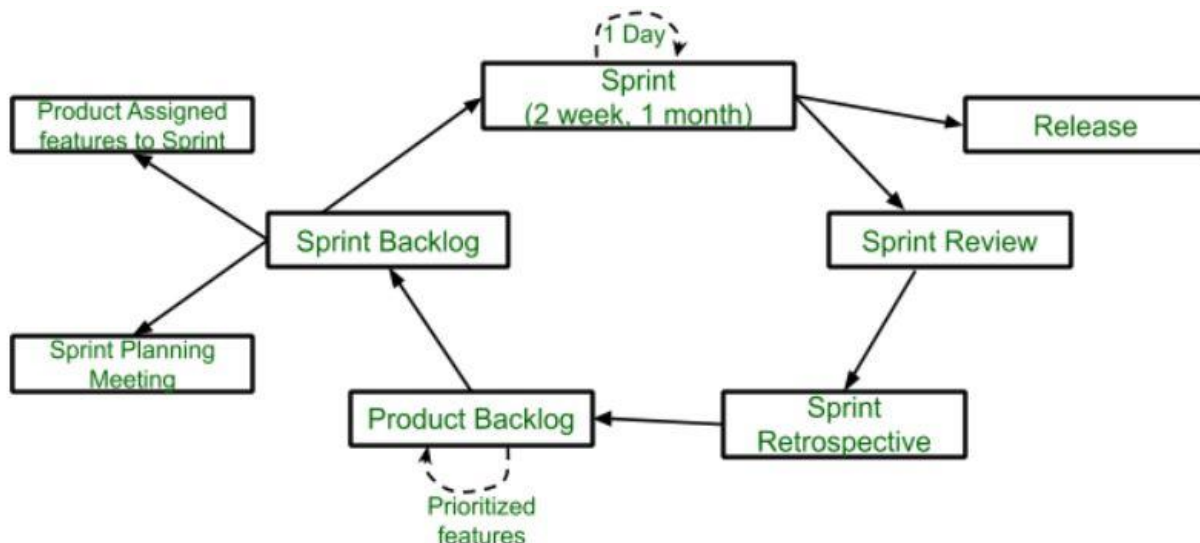 1 Day
Sprint
(2 week, 1 month)
Product Assigned
features to Sprint
Release
Sprint Backlog
Sprint Review
Sprint Planning
Meeting
Product Backlog
Sprint
Retrospective
Prioritized
features